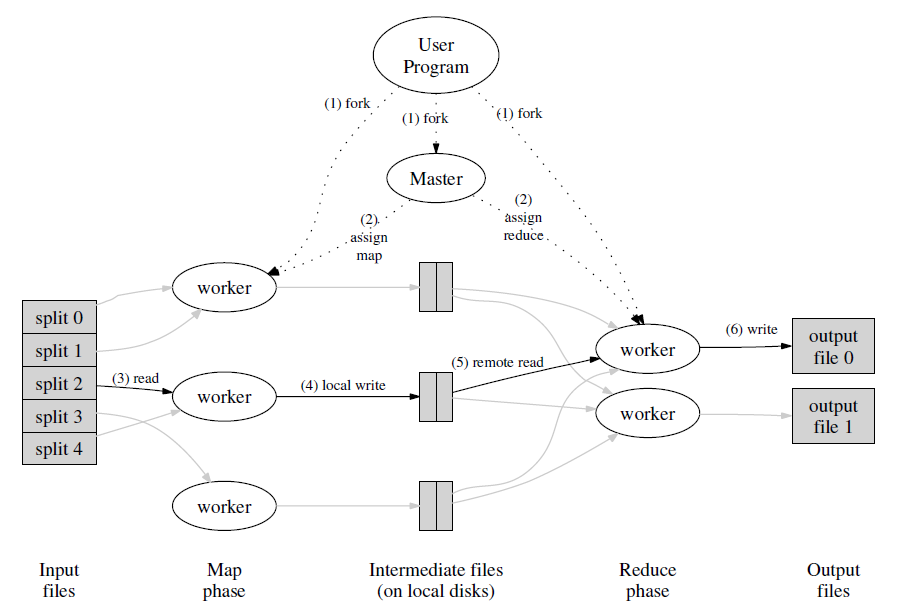 User
Program
(1) fork
(1) fork
(1) fork
Master
(2)
assign
map
(2)
assign
reduce
worker
split 0
split 1
split 2
split 3
split 4
(3) read
worker
(4) local write
(5) remote read
worker
(6) write
output
file 0
worker
output
file 1
worker
Input
files
Map
phase
Intermediate files
(on local disks)
Reduce
phase
Output
files